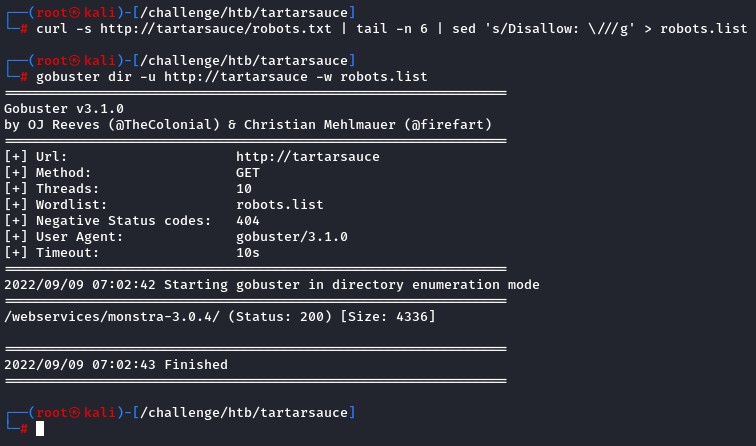 ┌──(root㉿kali)-[/challenge/htb/tartarsauce]
└─# curl -s http://tartarsauce/robots.txt | tail -n 6 | sed 's/Disallow: \///g' > robots.list
┌──(root㉿kali)-[/challenge/htb/tartarsauce]
└─# gobuster dir -u http://tartarsauce -w robots.list
===============================================================
Gobuster v3.1.0
by OJ Reeves (@TheColonial) & Christian Mehlmauer (@firefart)
===============================================================
[+] Url:                     http://tartarsauce
[+] Method:                  GET
[+] Threads:                 10
[+] Wordlist:                robots.list
[+] Negative Status codes:   404
[+] User Agent:              gobuster/3.1.0
[+] Timeout:                 10s
===============================================================
2022/09/09 07:02:42 Starting gobuster in directory enumeration mode
===============================================================
/webservices/monstra-3.0.4/ (Status: 200) [Size: 4336]
===============================================================
2022/09/09 07:02:43 Finished
===============================================================
┌──(root㉿kali)-[/challenge/htb/tartarsauce]
└─#